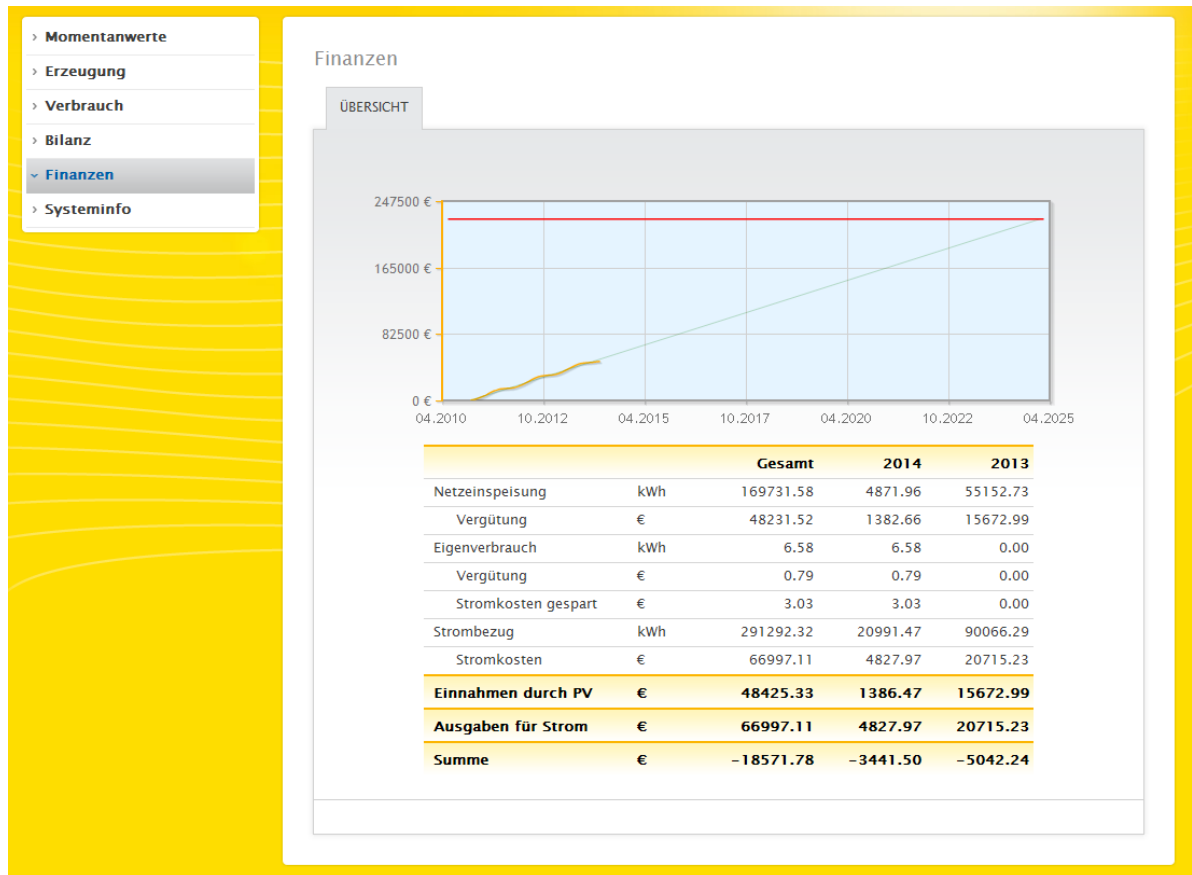 Momentanwerte
Erzeugung
Verbrauch
Bilanz
Finanzen
Systeminfo
Finanzen
ÜBERSICHT
247500 €
165000 €
82500 €
0 €
04.2010 10.2012 04.2015 10.2017 04.2020 10.2022 04.2025
Gesamt 2014 2013
Netzeinspeisung kWh 169731.58 4871.96 55152.73
Vergütung € 48231.52 1382.66 15672.99
Eigenverbrauch kWh 6.58 6.58 0.00
Vergütung € 0.79 0.79 0.00
Stromkosten gespart € 3.03 3.03 0.00
Strombezug kWh 291292.32 20991.47 90066.29
Stromkosten € 66997.11 4827.97 20715.23
Einnahmen durch PV € 48425.33 1386.47 15672.99
Ausgaben für Strom € 66997.11 4827.97 20715.23
Summe € -18571.78 -3441.50 -5042.24